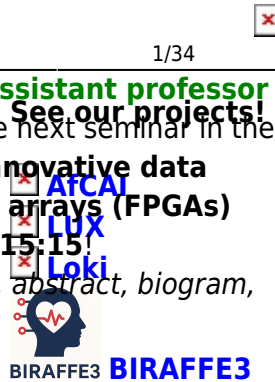 1/34
ssistant professor
See our projects!
e next seminar in the
novative data
AfCAI
arrays (FPGAs)
LUX
15:15!
Loki
abstract, biogram,
BIRAFFE3 BIRAFFE3